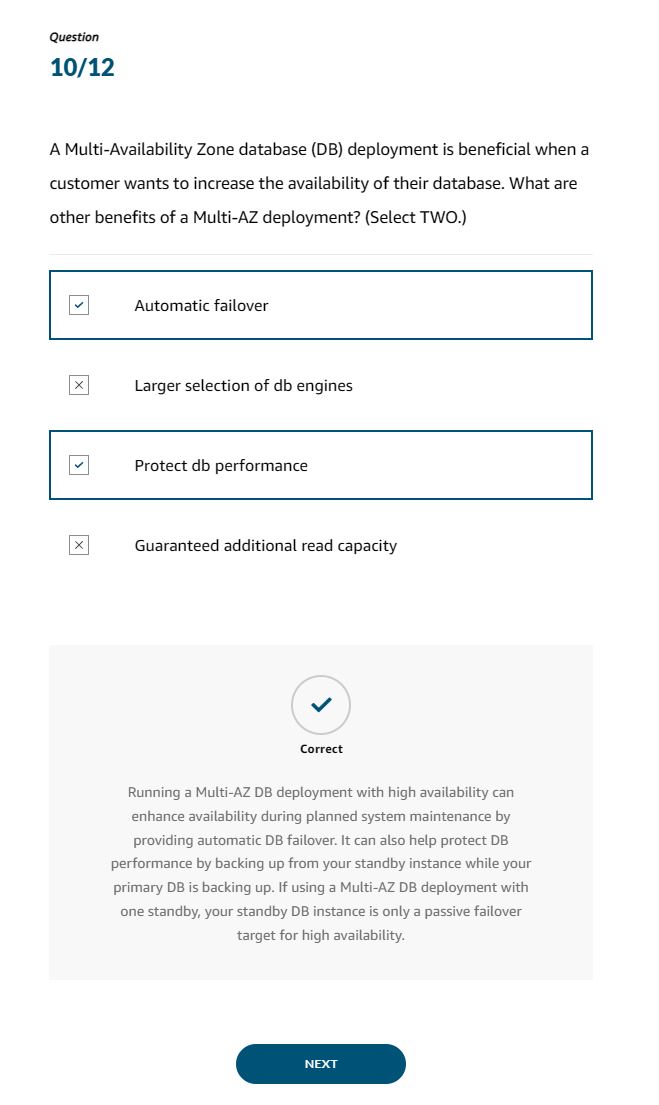 Question
10/12
A Multi-Availability Zone database (DB) deployment is beneficial when a
customer wants to increase the availability of their database. What are
other benefits of a Multi-AZ deployment? (Select TWO.)
Automatic failover
Larger selection of db engines
Protect db performance
Guaranteed additional read capacity
Correct
Running a Multi-AZ DB deployment with high availability can
enhance availability during planned system maintenance by
providing automatic DB failover. It can also help protect DB
performance by backing up from your standby instance while your
primary DB is backing up. If using a Multi-AZ DB deployment with
one standby, your standby DB instance is only a passive failover
target for high availability.
NEXT